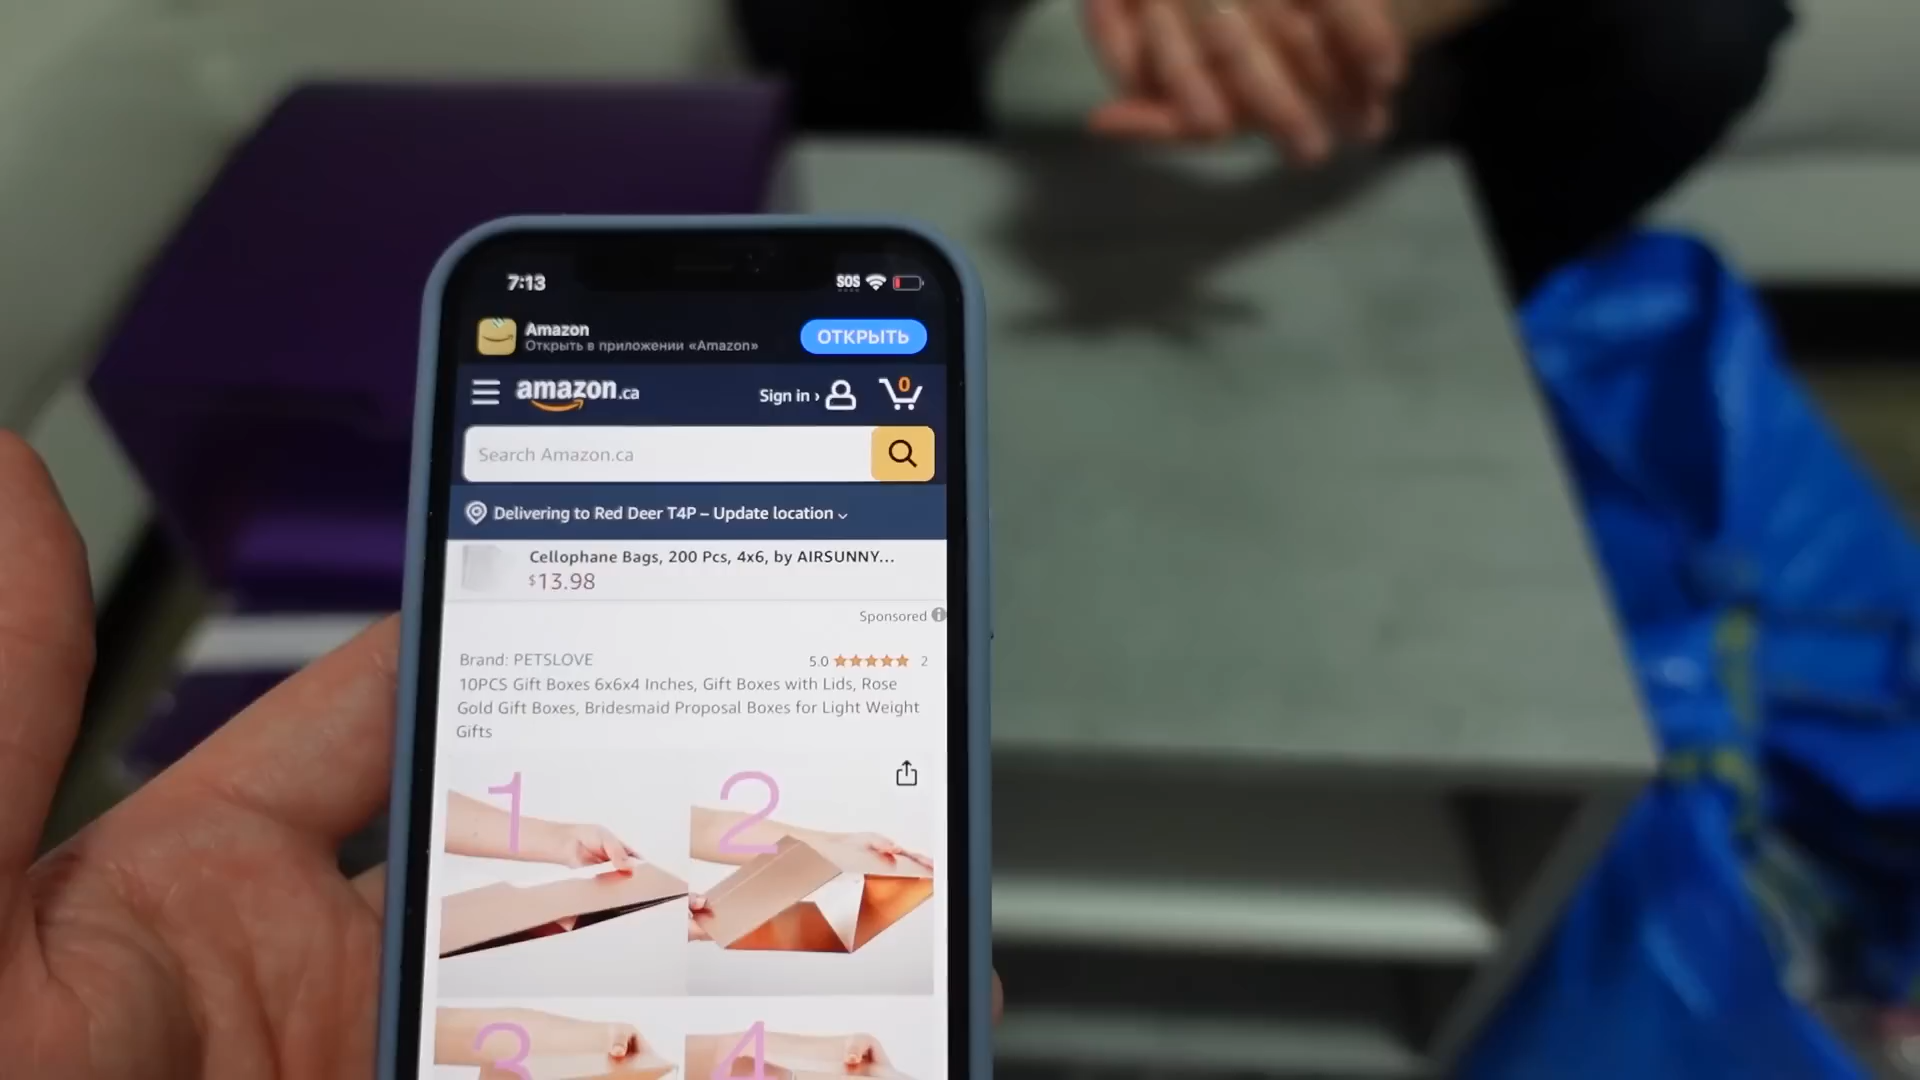 7:13 SOS
Amazon
Открыть в приложении «Amazon»
ОТКРЫТЬ
amazon.ca
Sign in ›
0
Search Amazon.ca
Delivering to Red Deer T4P – Update location
Cellophane Bags, 200 Pcs, 4x6, by AIRSUNNY...
$13.98
Sponsored
Brand: PETSLOVE
5.0 2
10PCS Gift Boxes 6x6x4 Inches, Gift Boxes with Lids, Rose
Gold Gift Boxes, Bridesmaid Proposal Boxes for Light Weight
Gifts
1 2
3 4